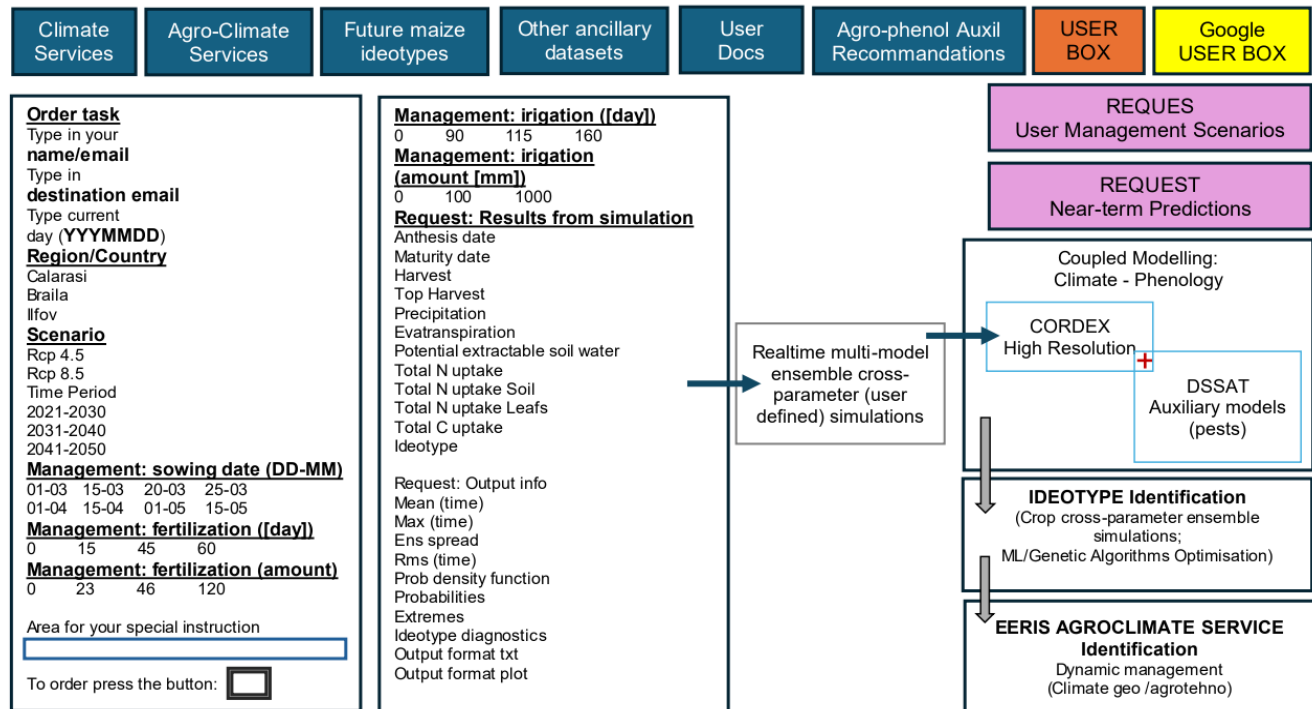 Climate
Services
Agro-Climate
Services
Future maize
ideotypes
Other ancillary
datasets
User
Docs
Agro-phenol Auxil
Recommandations
USER
BOX
Google
USER BOX
Order task
Type in your
name/email
Type in
destination email
Type current
day (YYYMMDD)
Region/Country
Calarasi
Braila
Ilfov
Scenario
Rcp 4.5
Rcp 8.5
Time Period
2021-2030
2031-2040
2041-2050
Management: sowing date (DD-MM)
01-03 15-03 20-03 25-03
01-04 15-04 01-05 15-05
Management: fertilization ([day])
0 15 45 60
Management: fertilization (amount)
0 23 46 120
Area for your special instruction
To order press the button:
Management: irigation ([day])
0 90 115 160
Management: irigation
(amount [mm])
0 100 1000
Request: Results from simulation
Anthesis date
Maturity date
Harvest
Top Harvest
Precipitation
Evatranspiration
Potential extractable soil water
Total N uptake
Total N uptake Soil
Total N uptake Leafs
Total C uptake
Ideotype
Request: Output info
Mean (time)
Max (time)
Ens spread
Rms (time)
Prob density function
Probabilities
Extremes
Ideotype diagnostics
Output format txt
Output format plot
Realtime multi-model
ensemble cross-
parameter (user
defined) simulations
REQUES
User Management Scenarios
REQUEST
Near-term Predictions
Coupled Modelling:
Climate - Phenology
CORDEX
High Resolution
+
DSSAT
Auxiliary models
(pests)
IDEOTYPE Identification
(Crop cross-parameter ensemble
simulations;
ML/Genetic Algorithms Optimisation)
EERIS AGROCLIMATE SERVICE
Identification
Dynamic management
(Climate geo /agrotehno)